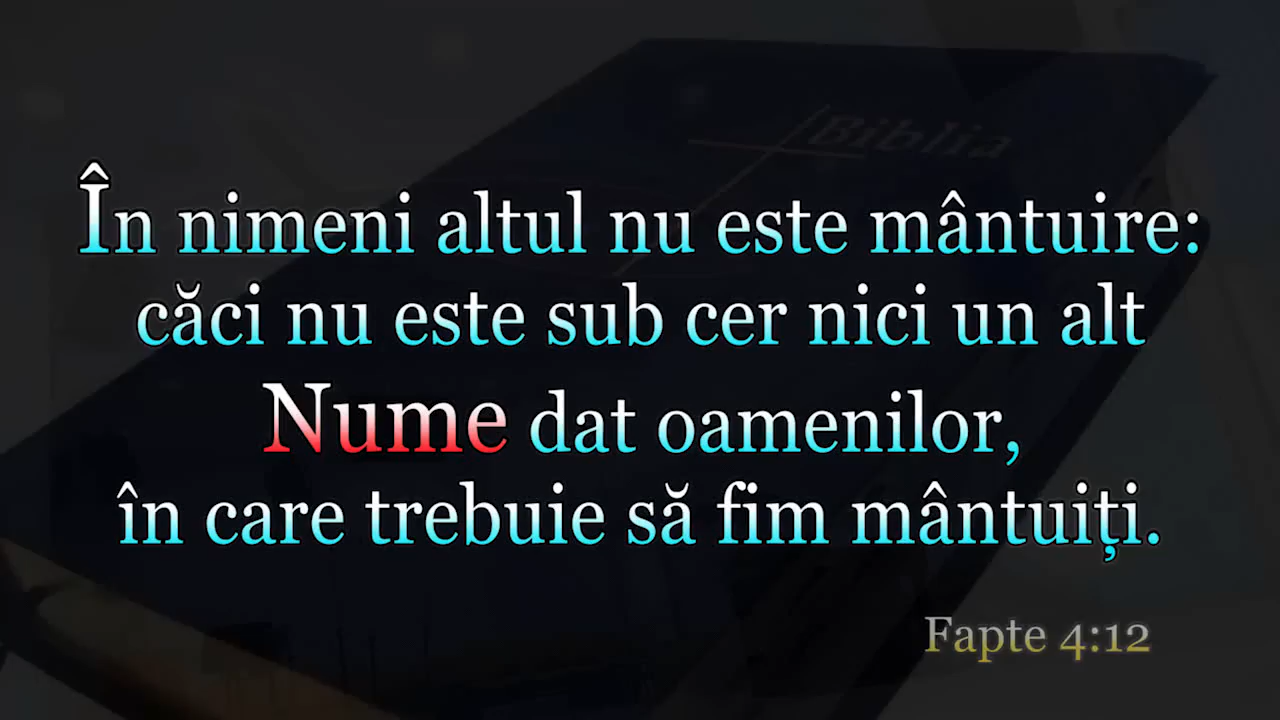 Biblia
În nimeni altul nu este mântuire:
căci nu este sub cer nici un alt
Nume dat oamenilor,
în care trebuie să fim mântuiți.
Fapte 4:12